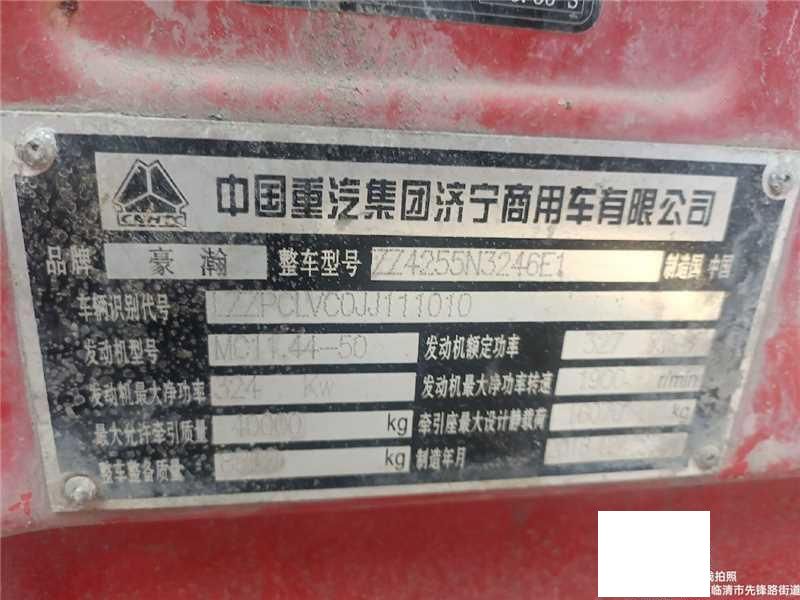 CNHTC
中国重汽集团济宁商用车有限公司
品牌 豪瀚 整车型号 ZZ4255N3246E1 制造国 中国
车辆识别代号 LZZPCLVC0JJ111010
发动机型号 MC11.44-50 发动机额定功率 327
发动机最大净功率 324 Kw 发动机最大净功率转速 1900 r/min
最大允许牵引质量 40000 kg 牵引座最大设计静载荷 kg
整车整备质量 kg 制造年月
拍照
临清市先锋路街道